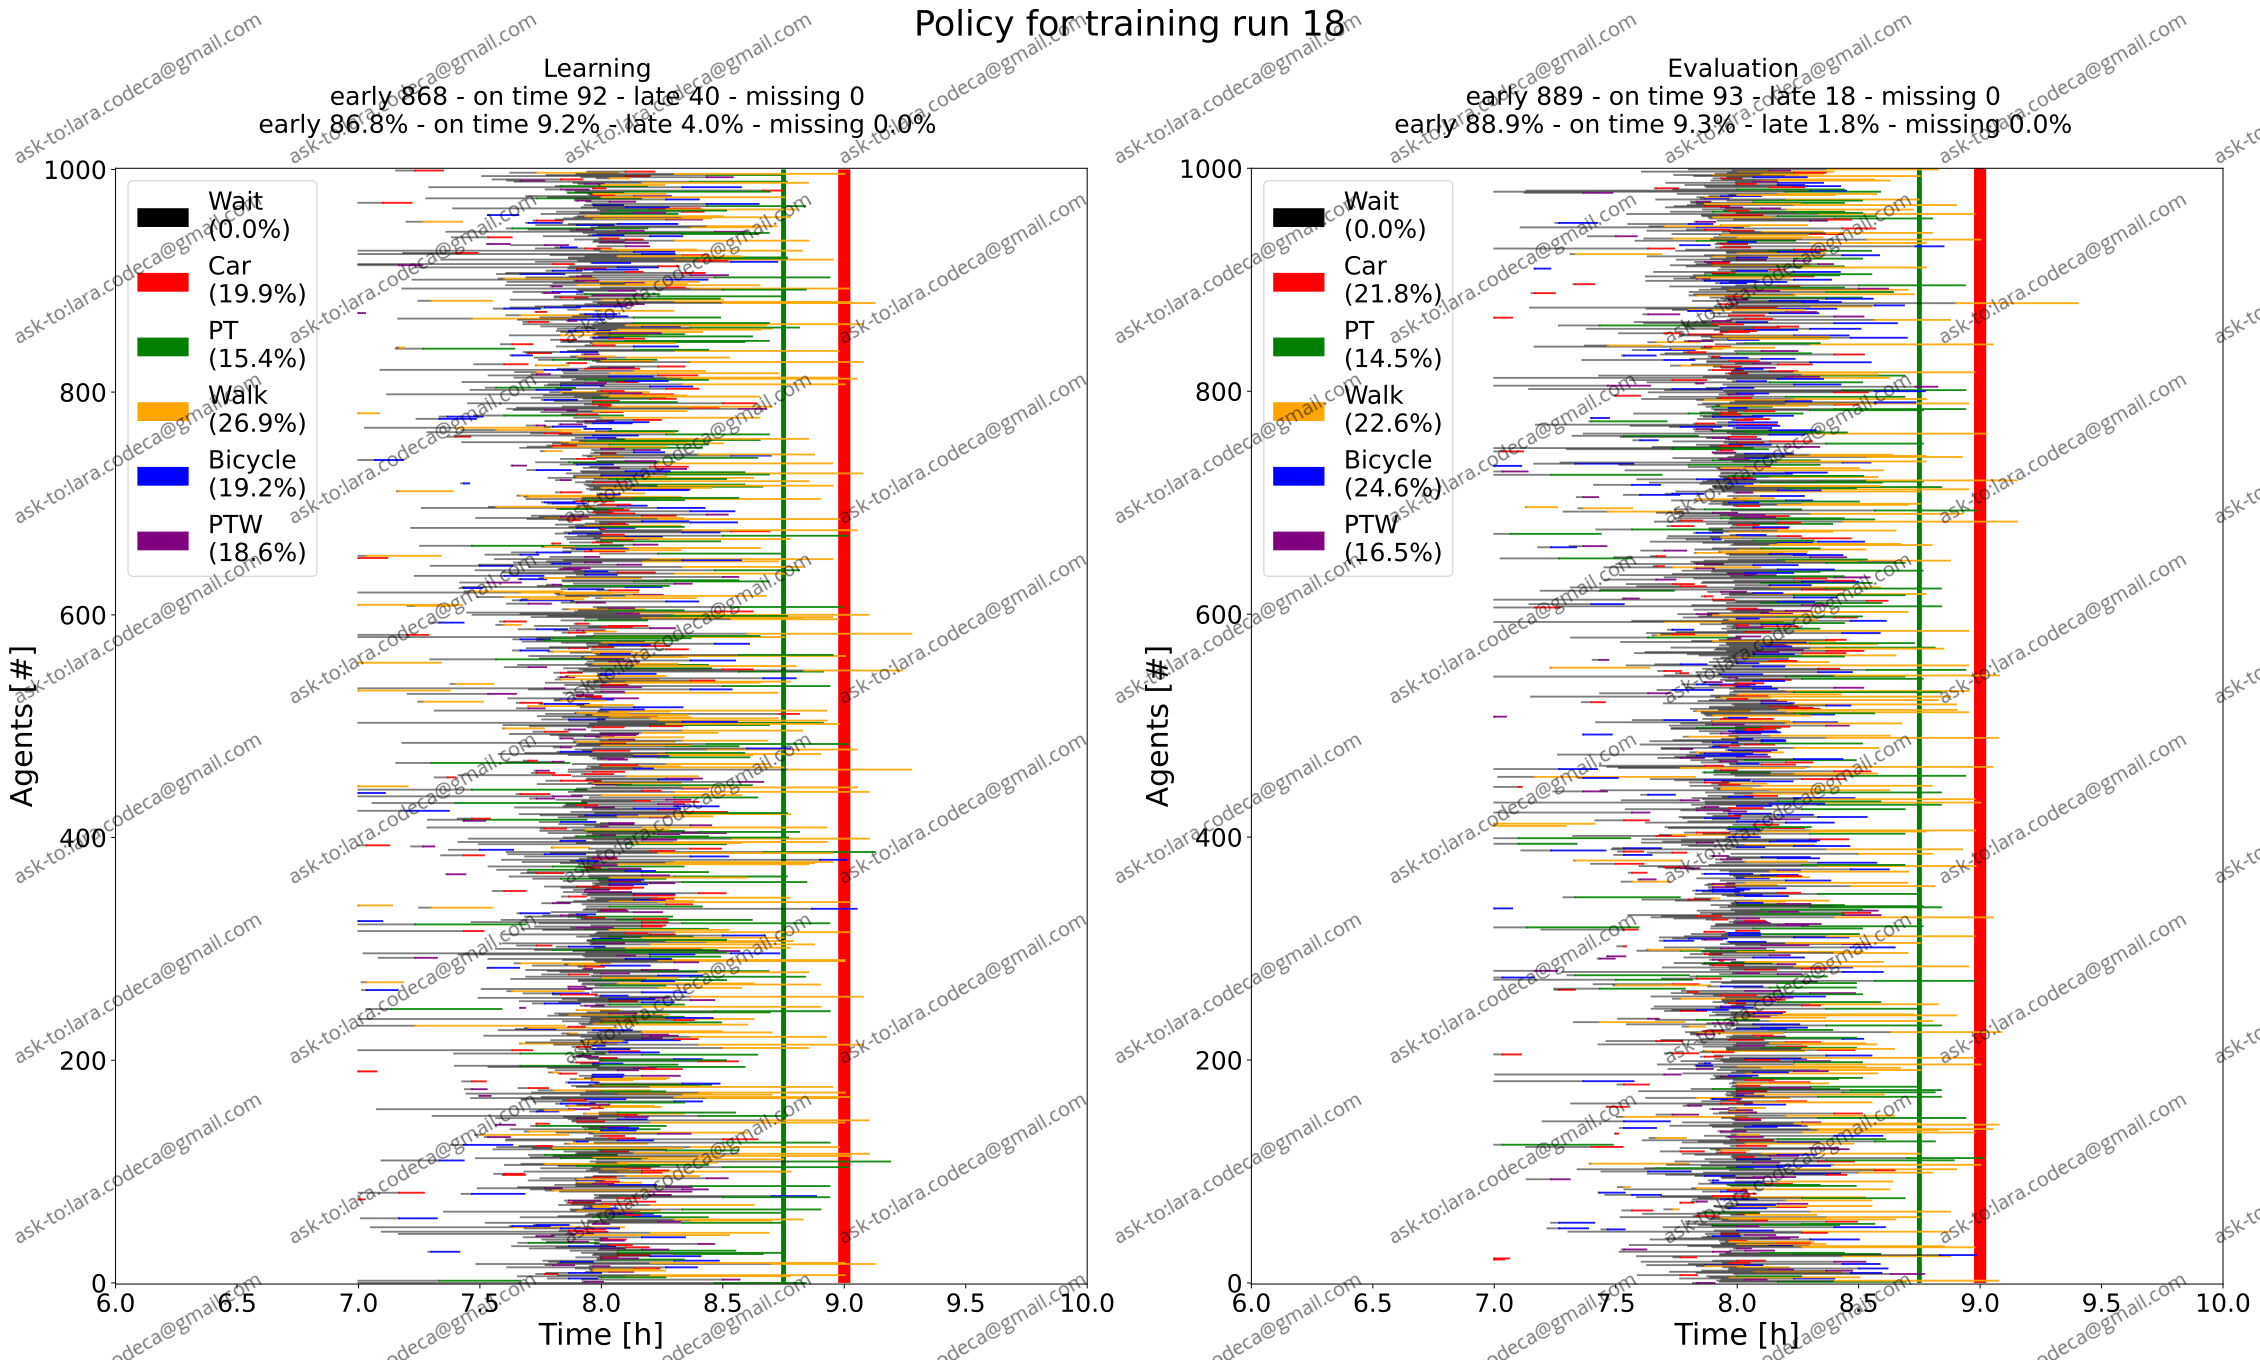 Policy for training run 18
Learning
early 868 - on time 92 - late 40 - missing 0
early 86.8% - on time 9.2% - late 4.0% - missing 0.0%
1000
800
600
400
200
0
Agents [#]
Wait
(0.0%)
Car
(19.9%)
PT
(15.4%)
Walk
(26.9%)
Bicycle
(19.2%)
PTW
(18.6%)
6.0 6.5 7.0 7.5 8.0 8.5 9.0 9.5 10.0
Time [h]
Evaluation
early 889 - on time 93 - late 18 - missing 0
early 88.9% - on time 9.3% - late 1.8% - missing 0.0%
1000
800
600
400
200
0
Agents [#]
Wait
(0.0%)
Car
(21.8%)
PT
(14.5%)
Walk
(22.6%)
Bicycle
(24.6%)
PTW
(16.5%)
6.0 6.5 7.0 7.5 8.0 8.5 9.0 9.5 10.0
Time [h]
ask-to:lara.codeca@gmail.com